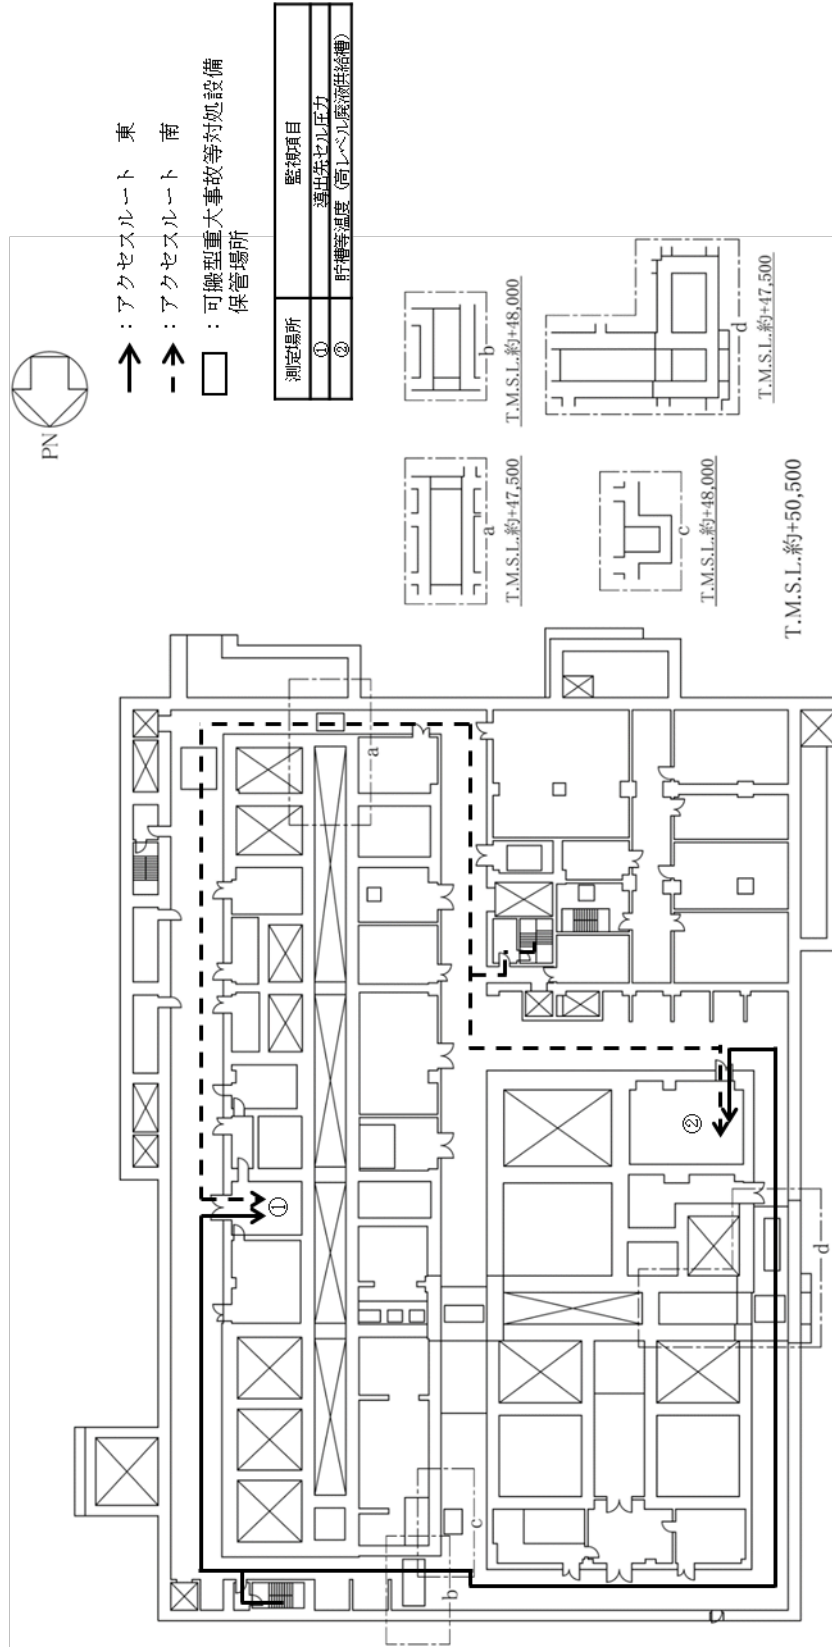 PN
：アクセスルート　東
：アクセスルート　南
：可搬型重大事故等対処設備
保管場所
測定場所 監視項目
① 導出先セル圧力
② 貯槽等温度（高レベル廃液供給槽）
a
T.M.S.L.約+47,500
b
T.M.S.L.約+48,000
c
T.M.S.L.約+48,000
d
T.M.S.L.約+47,500
T.M.S.L.約+50,500
①
②
a
b
c
d